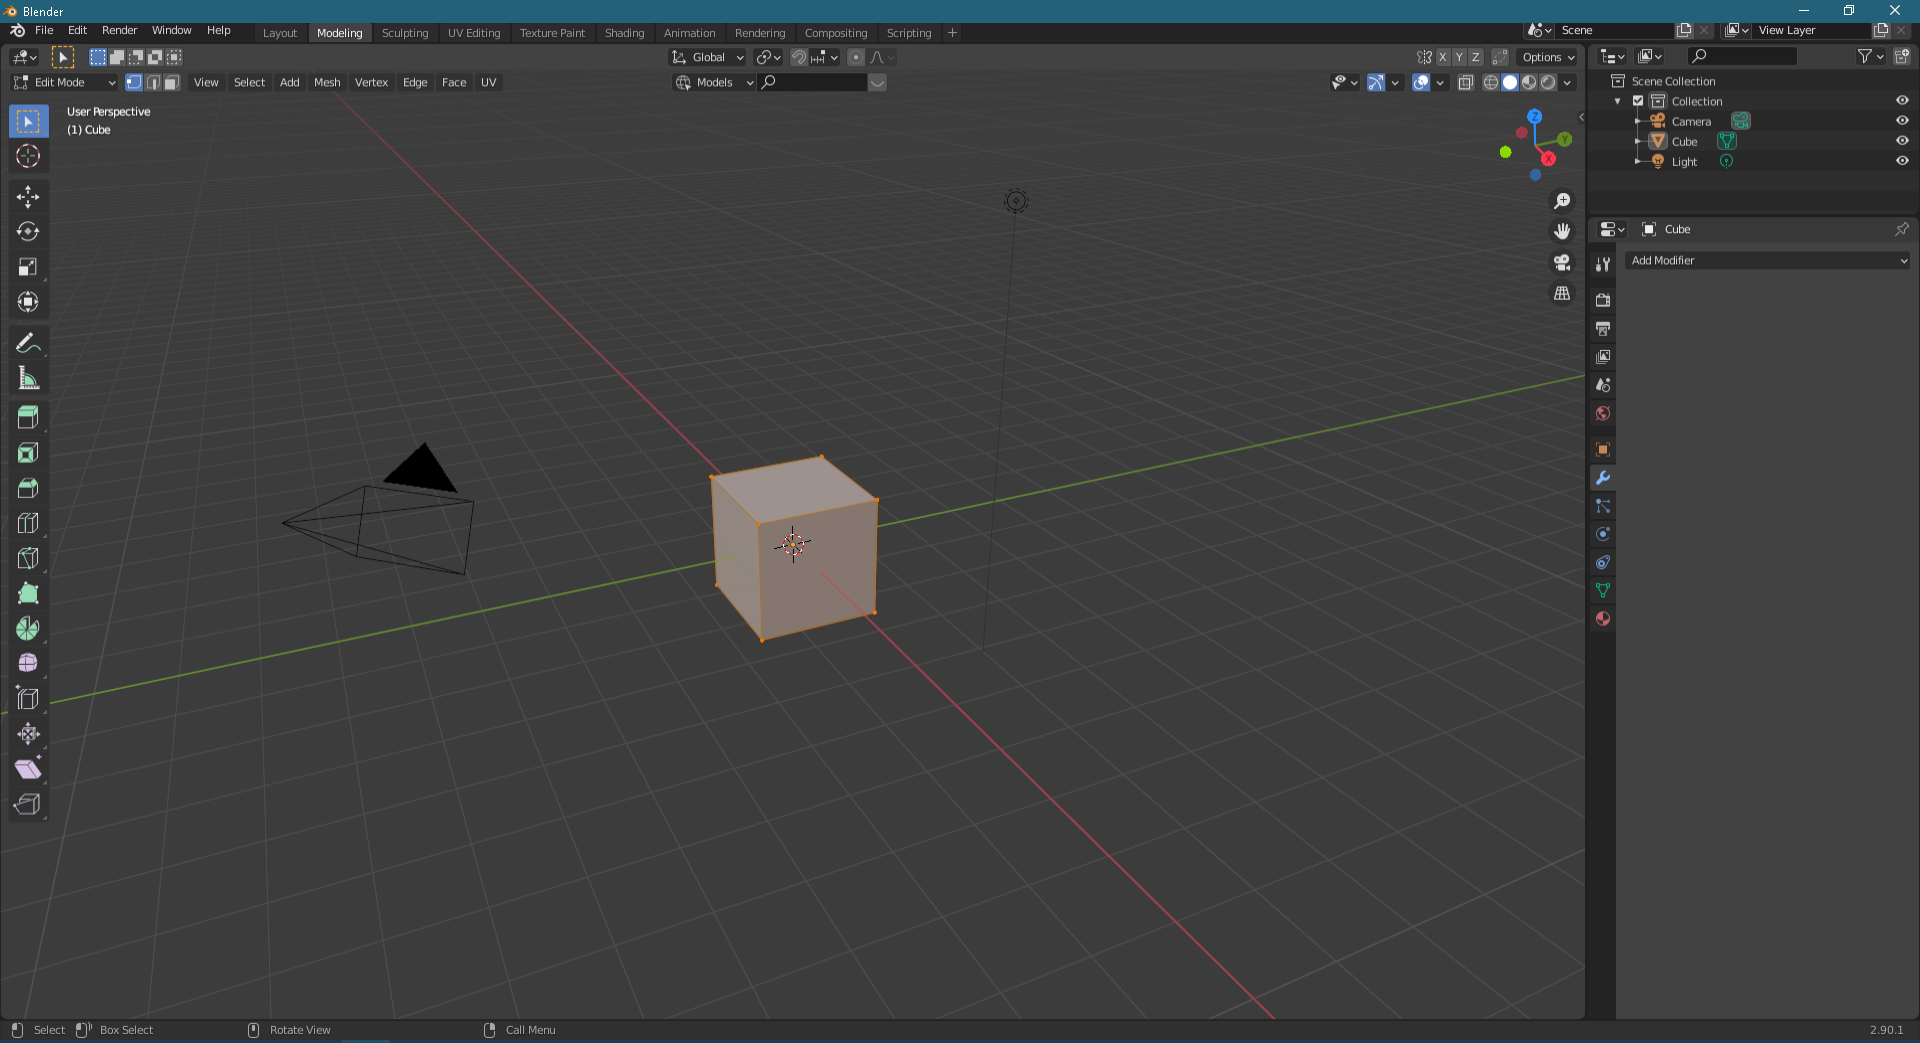 Blender
File Edit Render Window Help Layout Modeling Sculpting UV Editing Texture Paint Shading Animation Rendering Compositing Scripting + Scene View Layer
Global X Y Z Options
Edit Mode View Select Add Mesh Vertex Edge Face UV Models
User Perspective
(1) Cube
Z
Y
X
Scene Collection
Collection
Camera
Cube
Light
Cube
Add Modifier
Select Box Select Rotate View Call Menu 2.90.1